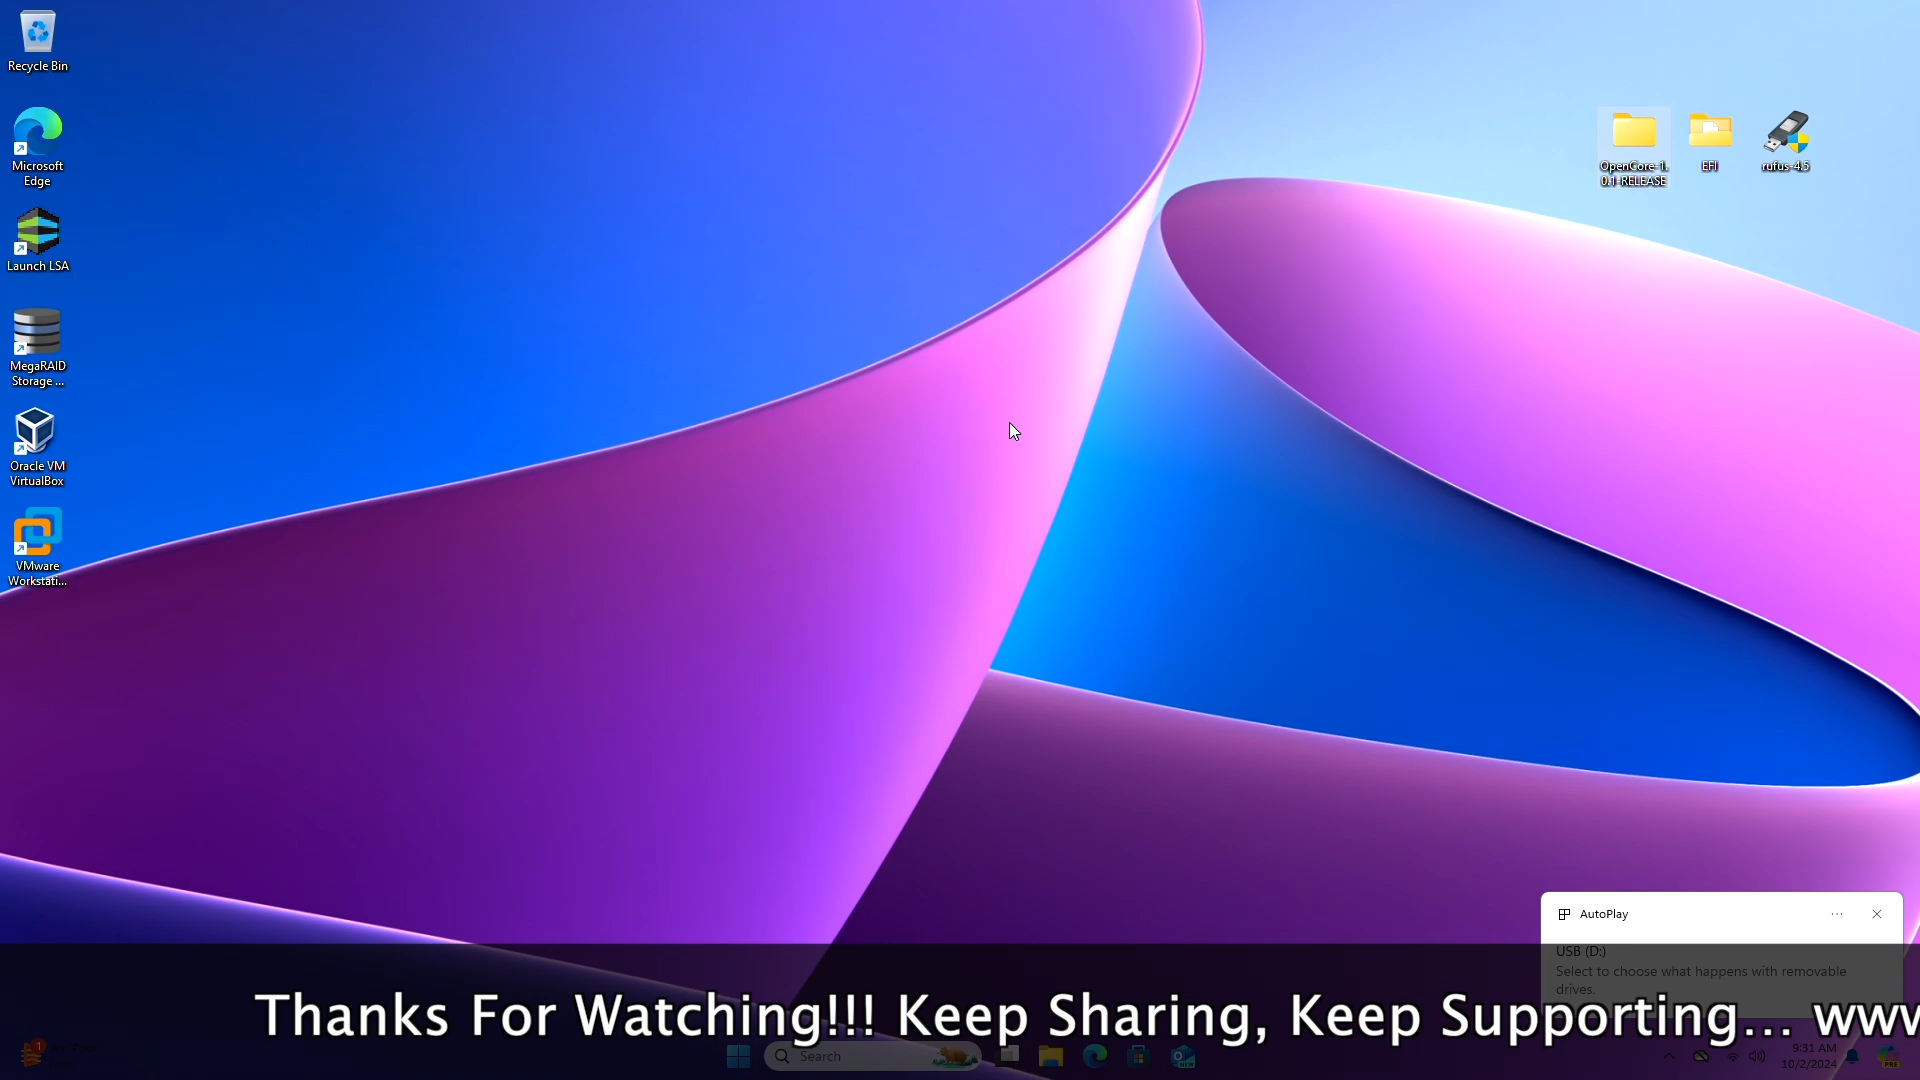 Recycle Bin
Microsoft
Edge
Launch LSA
MegaRAID
Storage ...
Oracle VM
VirtualBox
VMware
Workstati...
OpenCore-1.
0.1-RELEASE
EFI
rufus-4.5
AutoPlay
USB (D:)
Select to choose what happens with removable
drives.
Thanks For Watching!!! Keep Sharing, Keep Supporting... www
1
Search
9:31 AM
10/2/2024
PRE